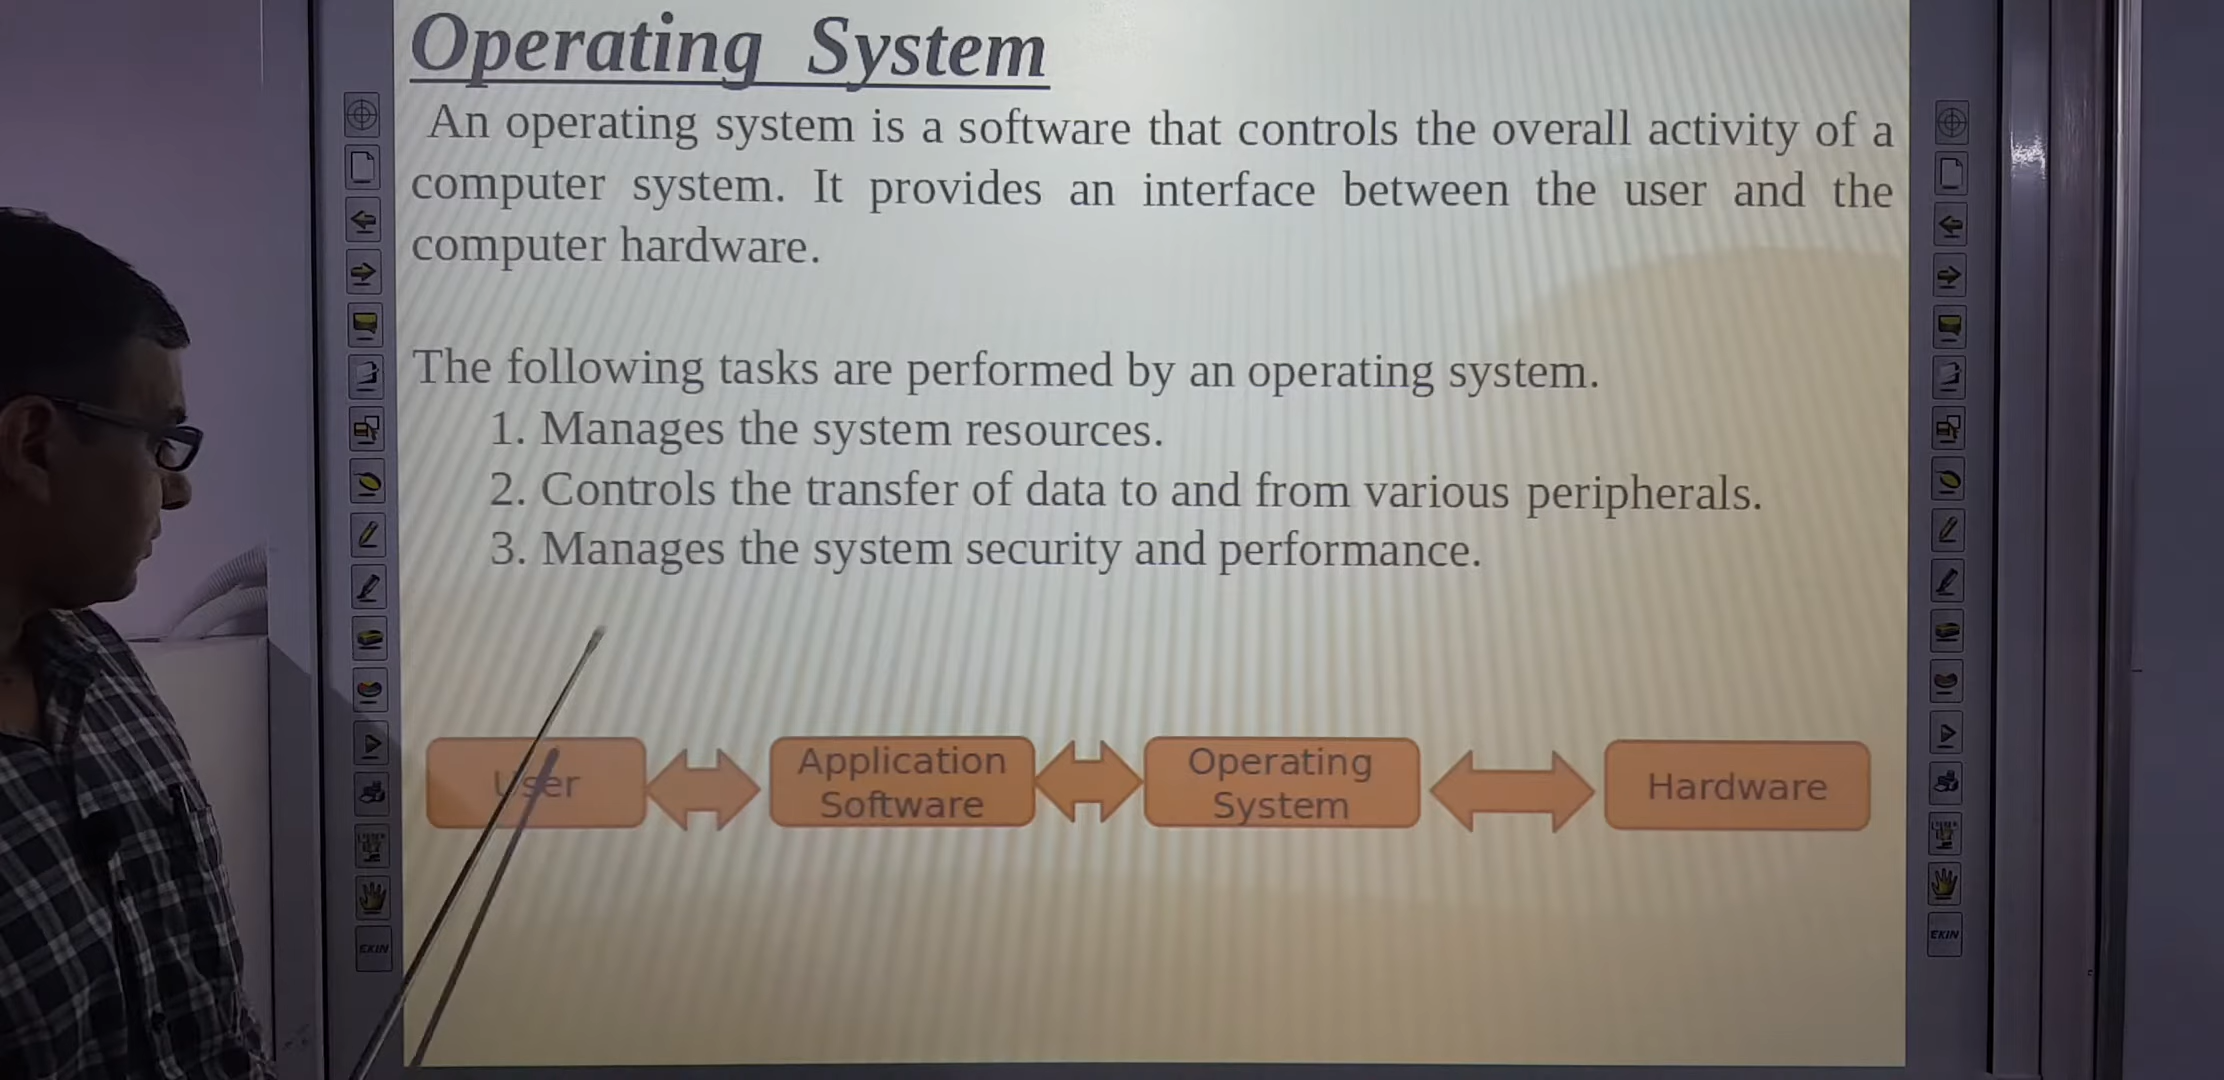 Operating System
An operating system is a software that controls the overall activity of a
computer system. It provides an interface between the user and the
computer hardware.
The following tasks are performed by an operating system.
1. Manages the system resources.
2. Controls the transfer of data to and from various peripherals.
3. Manages the system security and performance.
User
Application
Software
Operating
System
Hardware
EKIN
EKIN